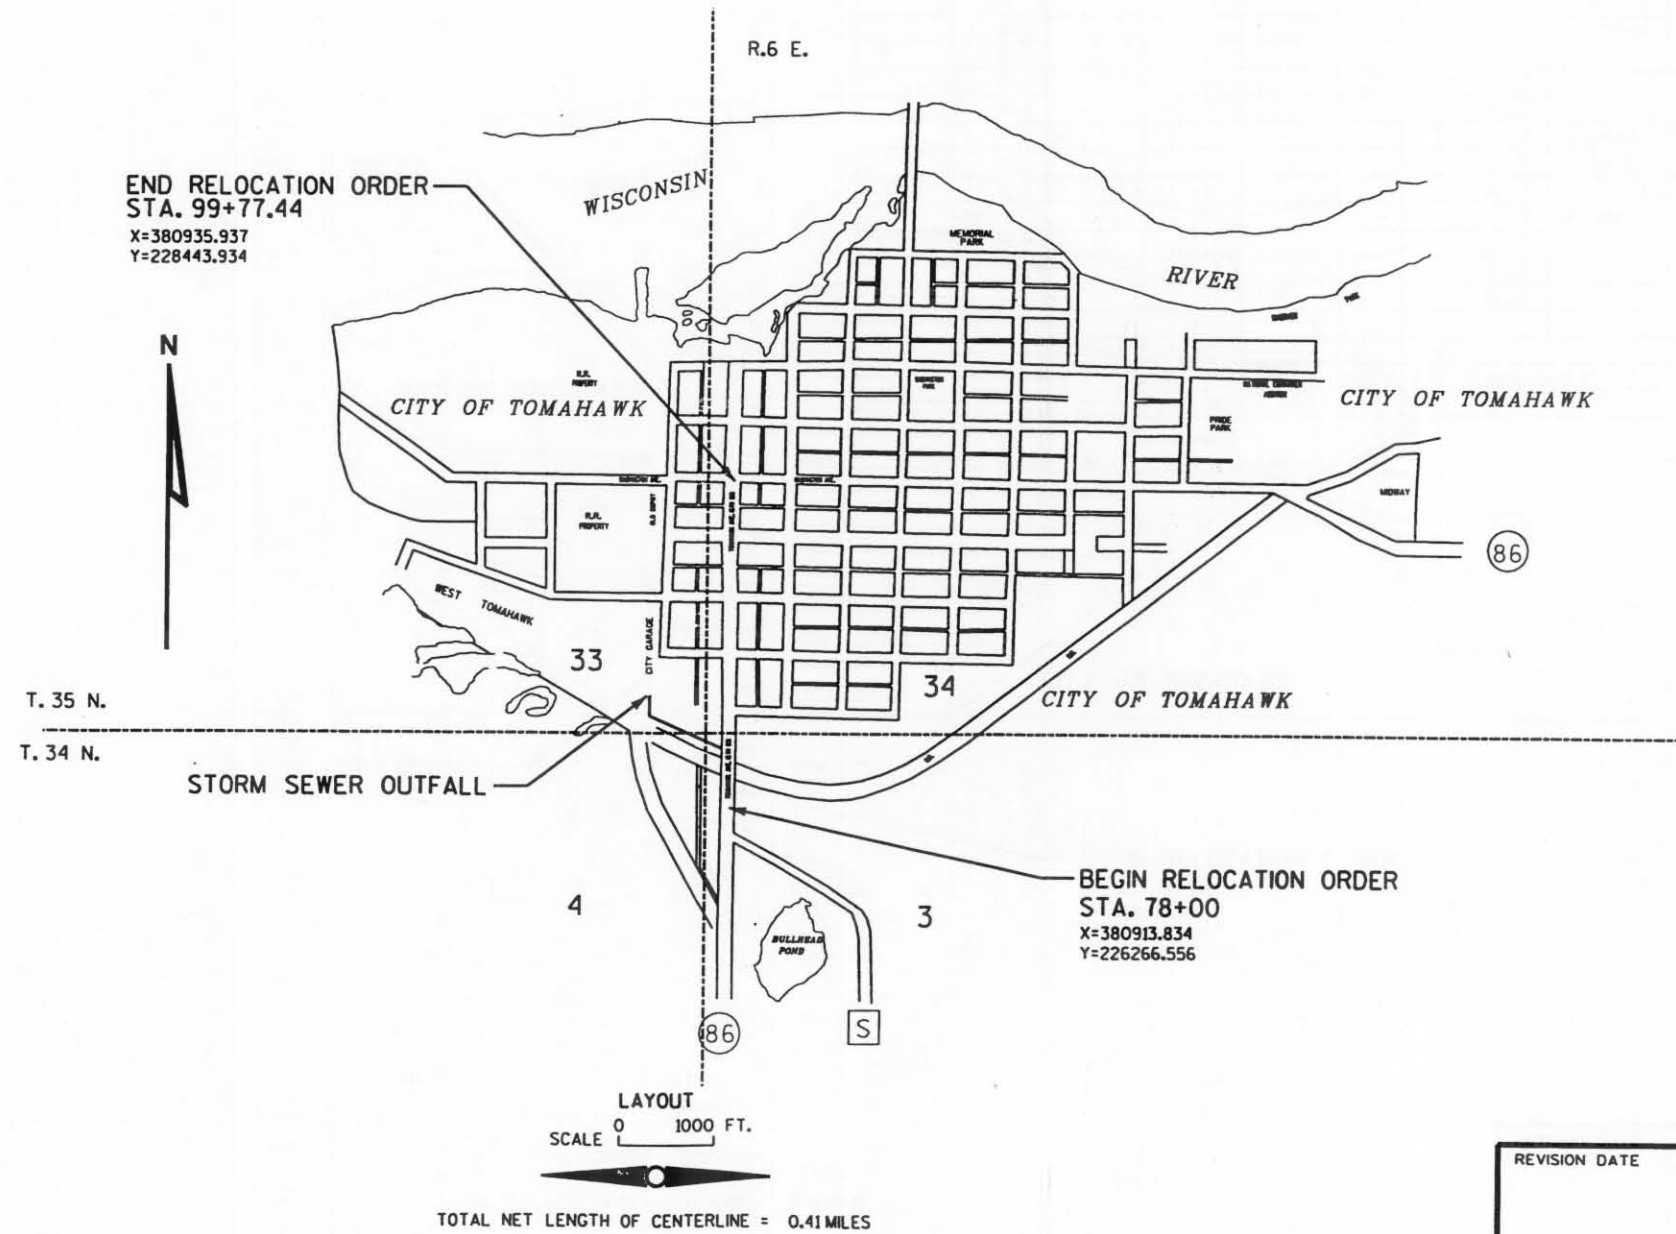 R.6 E.
END RELOCATION ORDER
STA. 99+77.44
X=380935.937
Y=228443.934
WISCONSIN
MEMORIAL
PARK
RIVER
N
R.R.
PROPERTY
CITY OF TOMAHAWK
CITY OF TOMAHAWK
PRIDE
PARK
MIDWAY
R.R.
PROPERTY
86
WEST TOMAHAWK
CITY GARAGE
33
34
CITY OF TOMAHAWK
T. 35 N.
T. 34 N.
STORM SEWER OUTFALL
BEGIN RELOCATION ORDER
STA. 78+00
X=380913.834
Y=226266.556
4
3
BULLHEAD
POND
86
S
LAYOUT
SCALE 0 1000 FT.
TOTAL NET LENGTH OF CENTERLINE = 0.41 MILES
REVISION DATE